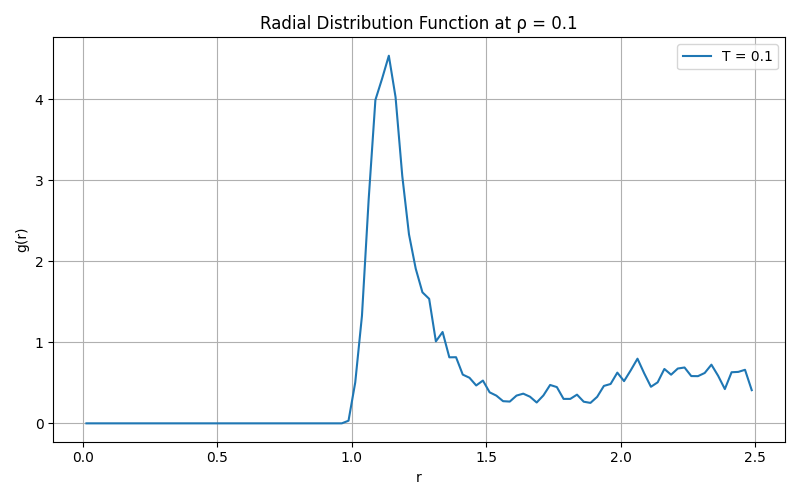 Radial Distribution Function at ρ = 0.1
T = 0.1
g(r)
4
3
2
1
0
0.0 0.5 1.0 1.5 2.0 2.5
r